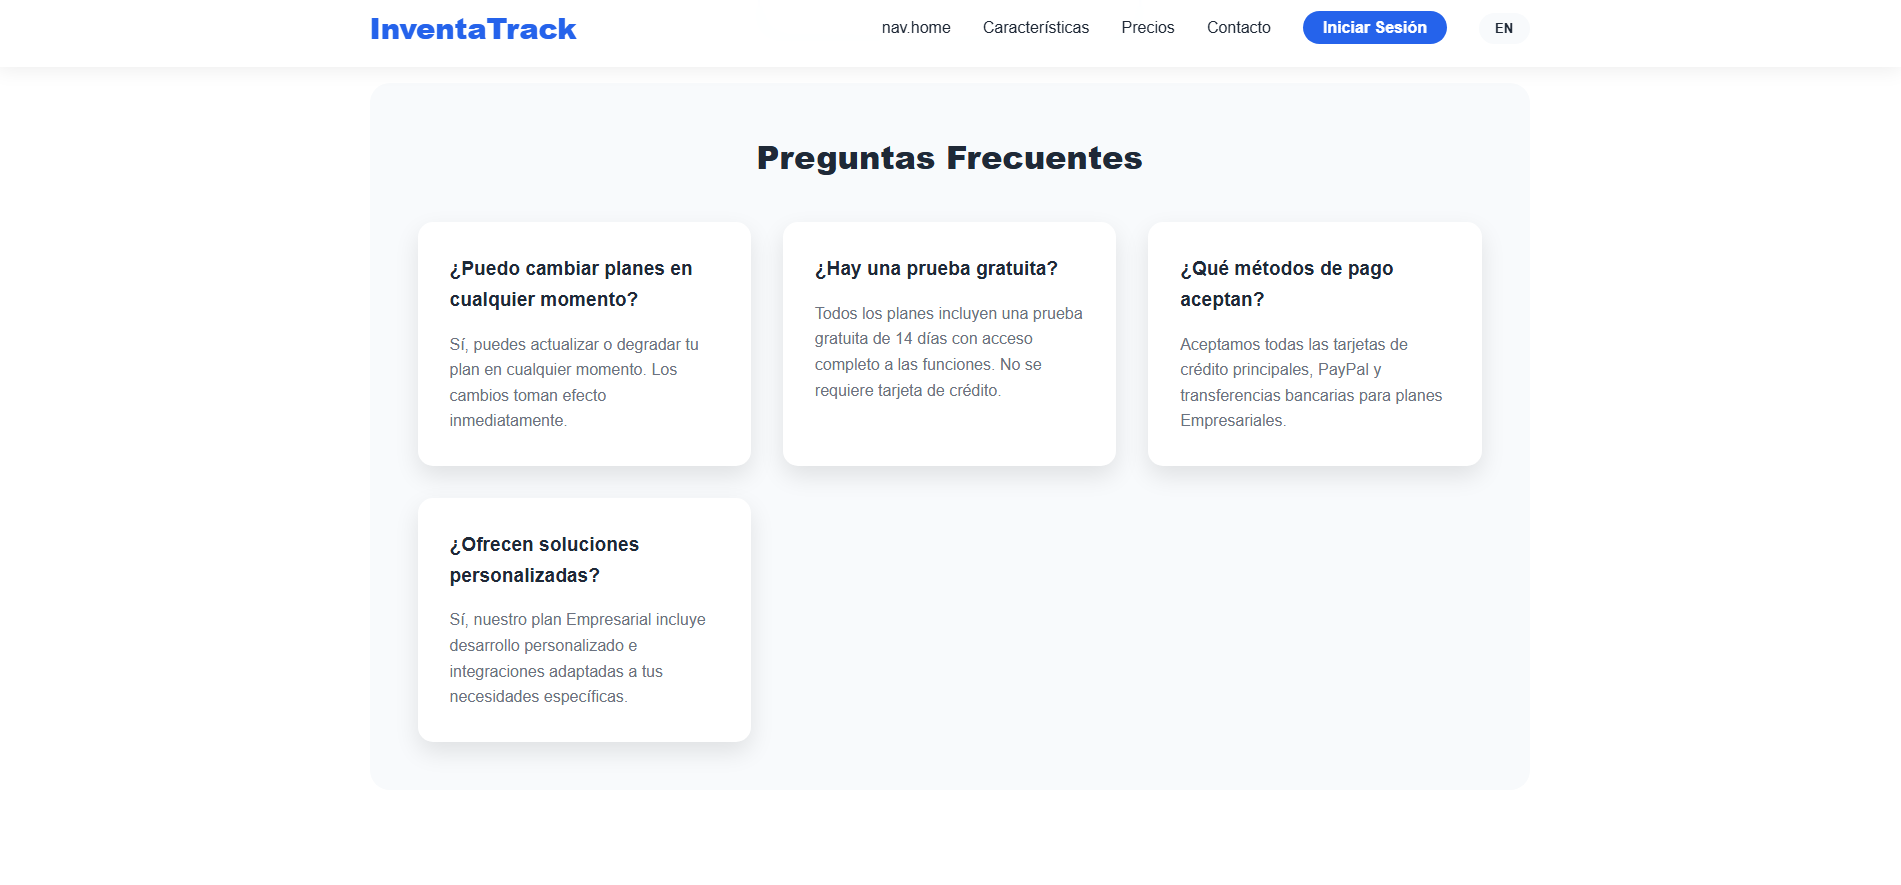 InventaTrack
nav.home
Características
Precios
Contacto
Iniciar Sesión
EN
Preguntas Frecuentes
¿Puedo cambiar planes en
cualquier momento?
Sí, puedes actualizar o degradar tu
plan en cualquier momento. Los
cambios toman efecto
inmediatamente.
¿Hay una prueba gratuita?
Todos los planes incluyen una prueba
gratuita de 14 días con acceso
completo a las funciones. No se
requiere tarjeta de crédito.
¿Qué métodos de pago
aceptan?
Aceptamos todas las tarjetas de
crédito principales, PayPal y
transferencias bancarias para planes
Empresariales.
¿Ofrecen soluciones
personalizadas?
Sí, nuestro plan Empresarial incluye
desarrollo personalizado e
integraciones adaptadas a tus
necesidades específicas.